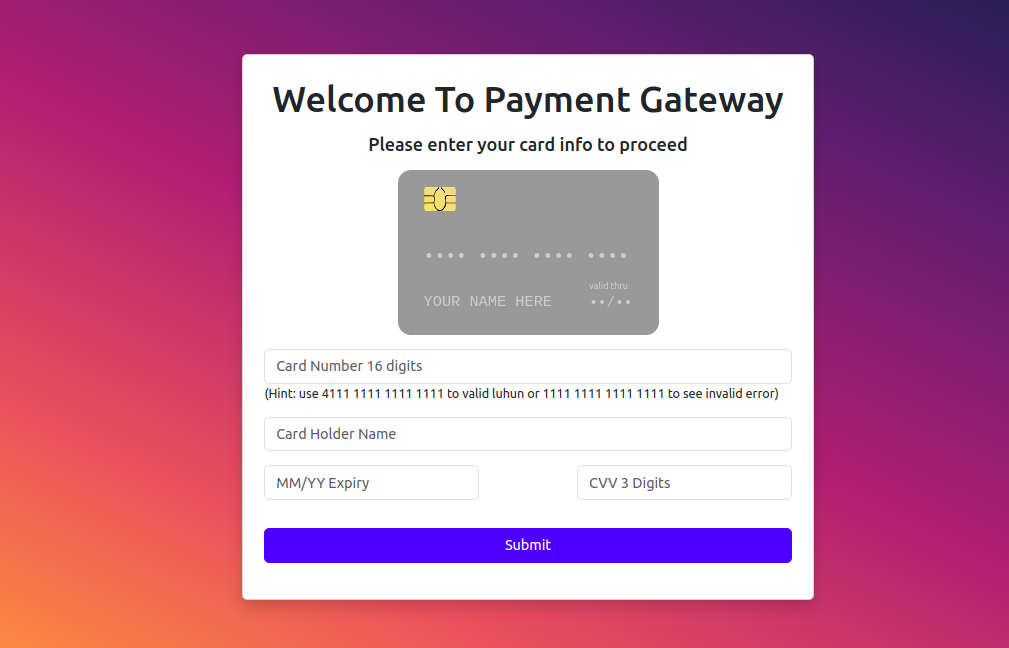 Welcome To Payment Gateway
Please enter your card info to proceed
•••• •••• •••• ••••
valid thru
YOUR NAME HERE ••/••
Card Number 16 digits
(Hint: use 4111 1111 1111 1111 to valid luhun or 1111 1111 1111 1111 to see invalid error)
Card Holder Name
MM/YY Expiry CVV 3 Digits
Submit